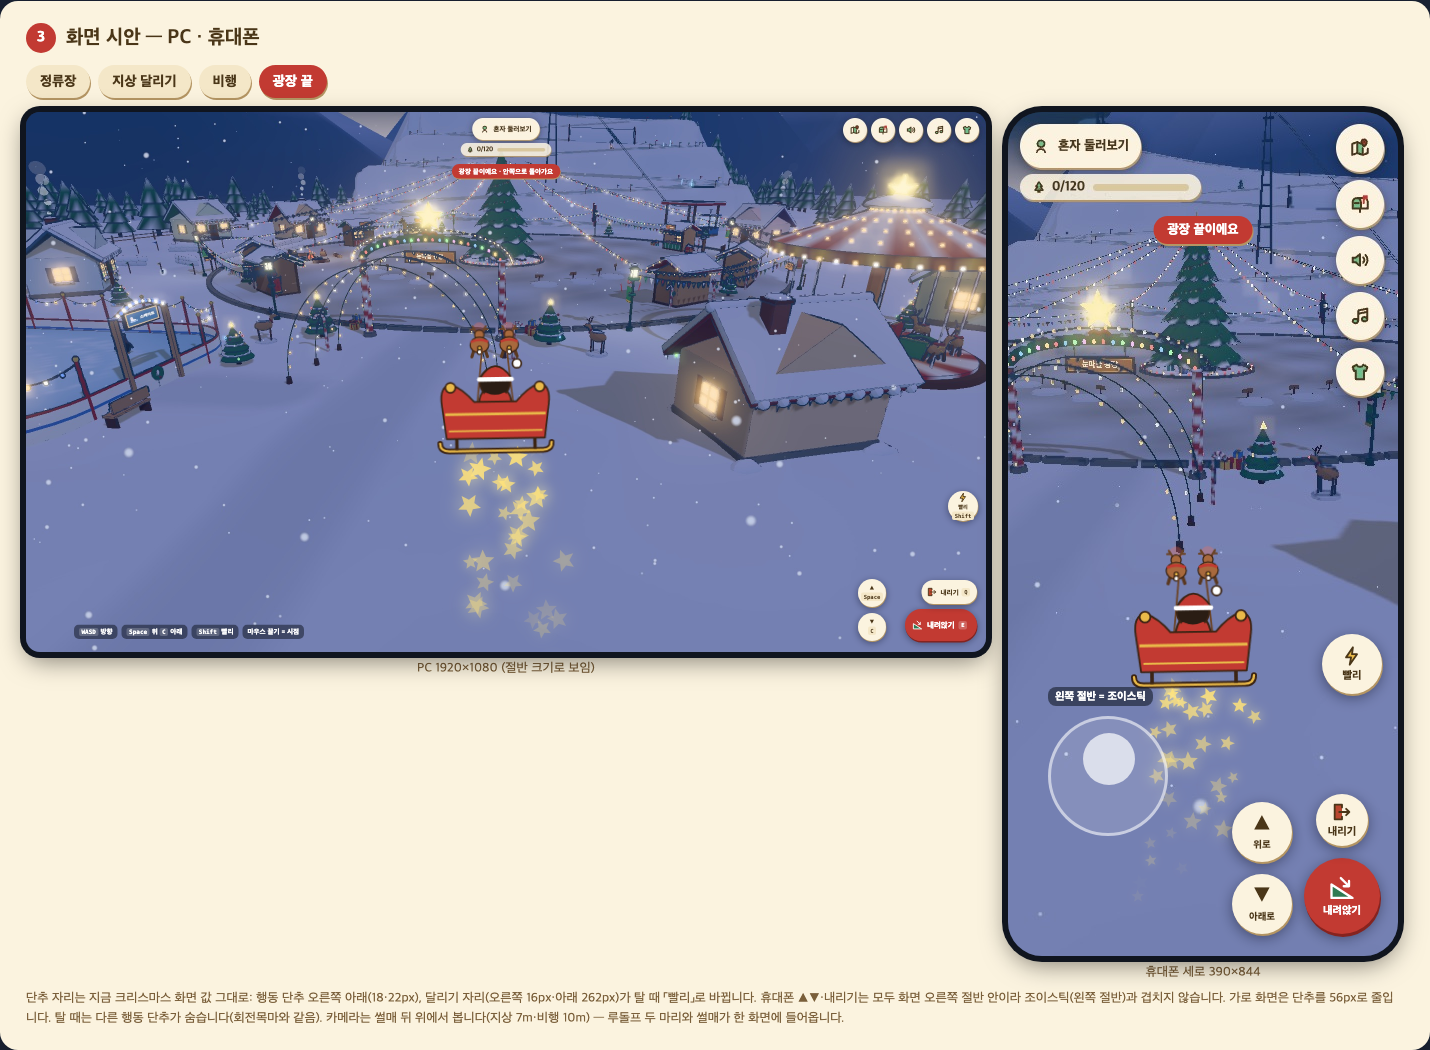 3 화면 시안 — PC · 휴대폰
정류장 지상 달리기 비행 광장 끝
혼자 둘러보기
0/120
광장 끝이에요 · 안쪽으로 돌아가요
빨리
Shift
▲
Space
내리기 Q
▼
C
내려앉기 E
WASD 방향 Space 위 C 아래 Shift 빨리 마우스 끌기 = 시점
PC 1920×1080 (절반 크기로 보임)
혼자 둘러보기
0/120
광장 끝이에요
빨리
왼쪽 절반 = 조이스틱
▲
위로
내리기
▼
아래로
내려앉기
휴대폰 세로 390×844
단추 자리는 지금 크리스마스 화면 값 그대로: 행동 단추 오른쪽 아래(18·22px), 달리기 자리(오른쪽 16px·아래 262px)가 탈 때 「빨리」로 바뀝니다. 휴대폰 ▲▼·내리기는 모두 화면 오른쪽 절반 안이라 조이스틱(왼쪽 절반)과 겹치지 않습니다. 가로 화면은 단추를 56px로 줄입
니다. 탈 때는 다른 행동 단추가 숨습니다(회전목마와 같음). 카메라는 썰매 뒤 위에서 봅니다(지상 7m·비행 10m) — 루돌프 두 마리와 썰매가 한 화면에 들어옵니다.